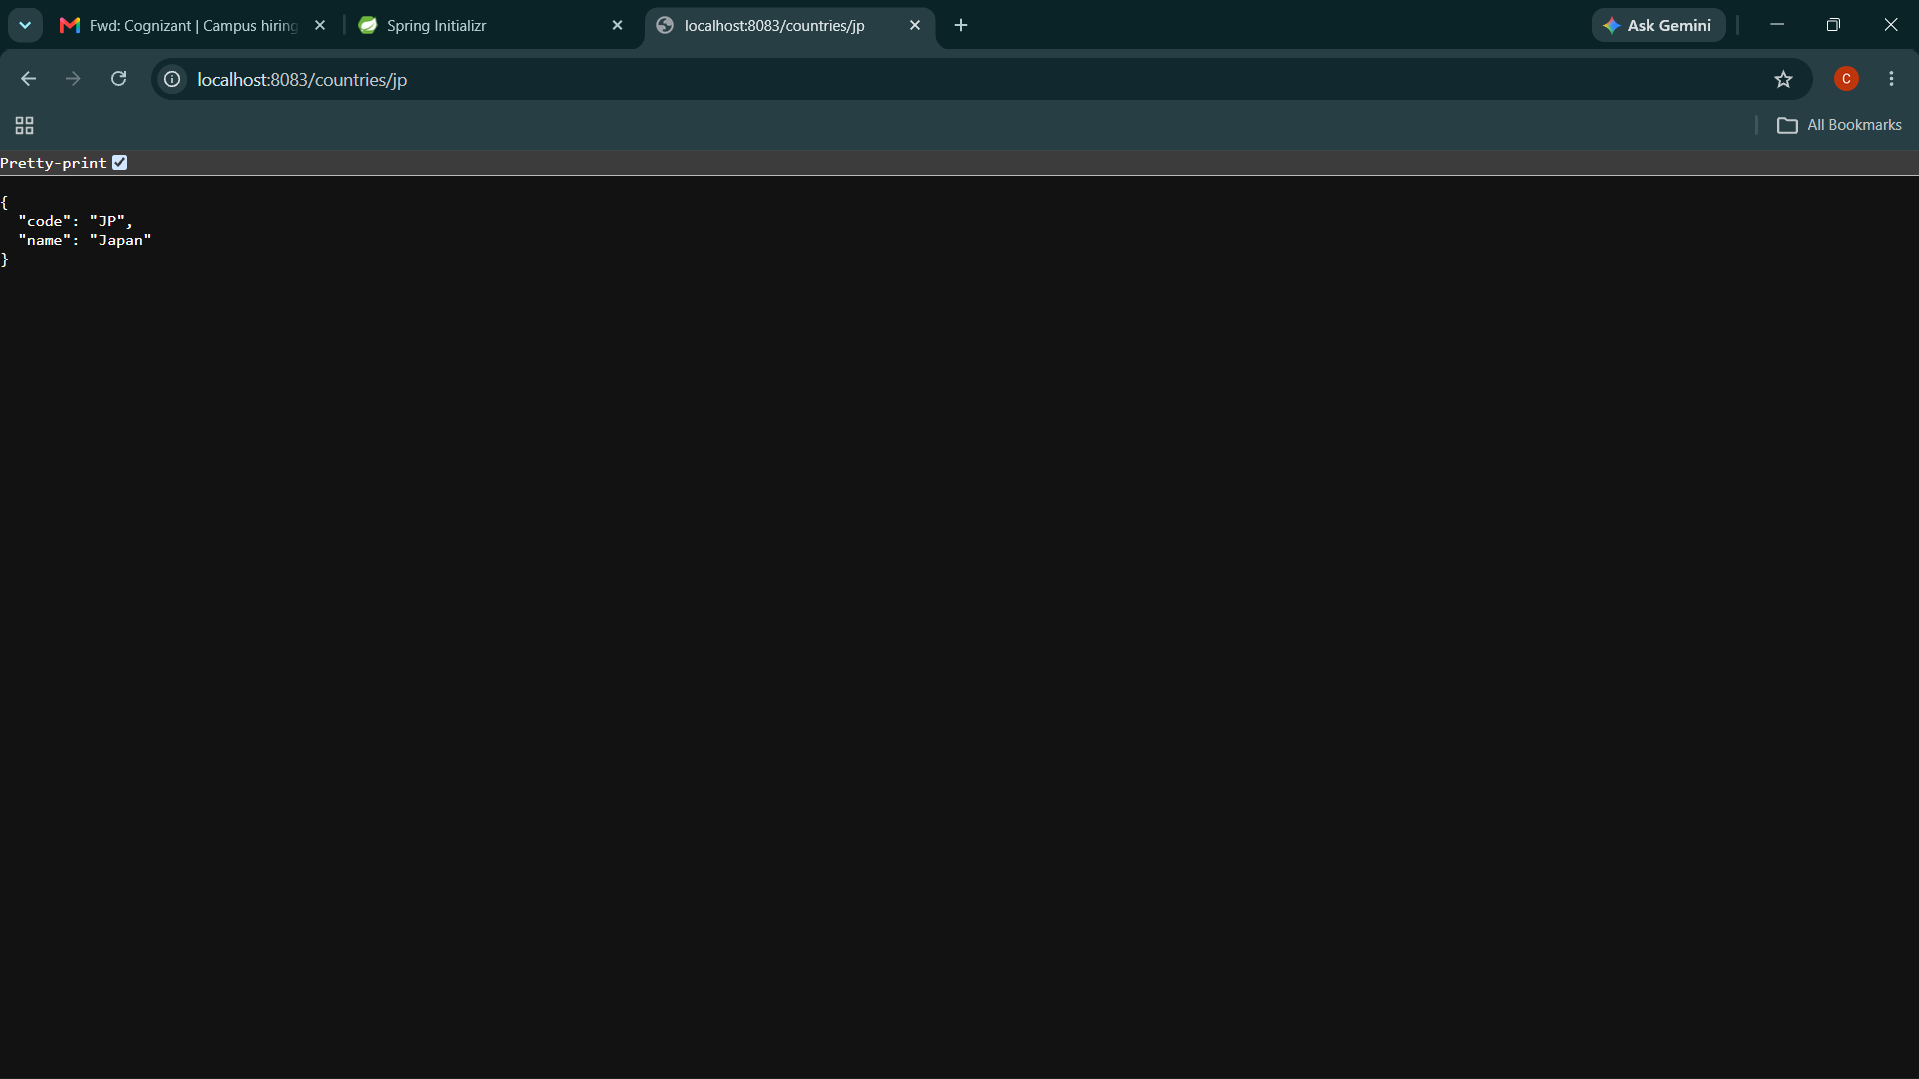 Fwd: Cognizant | Campus hiring
Spring Initializr
localhost:8083/countries/jp
Ask Gemini
localhost:8083/countries/jp
C
All Bookmarks
Pretty-print
{
"code": "JP",
"name": "Japan"
}